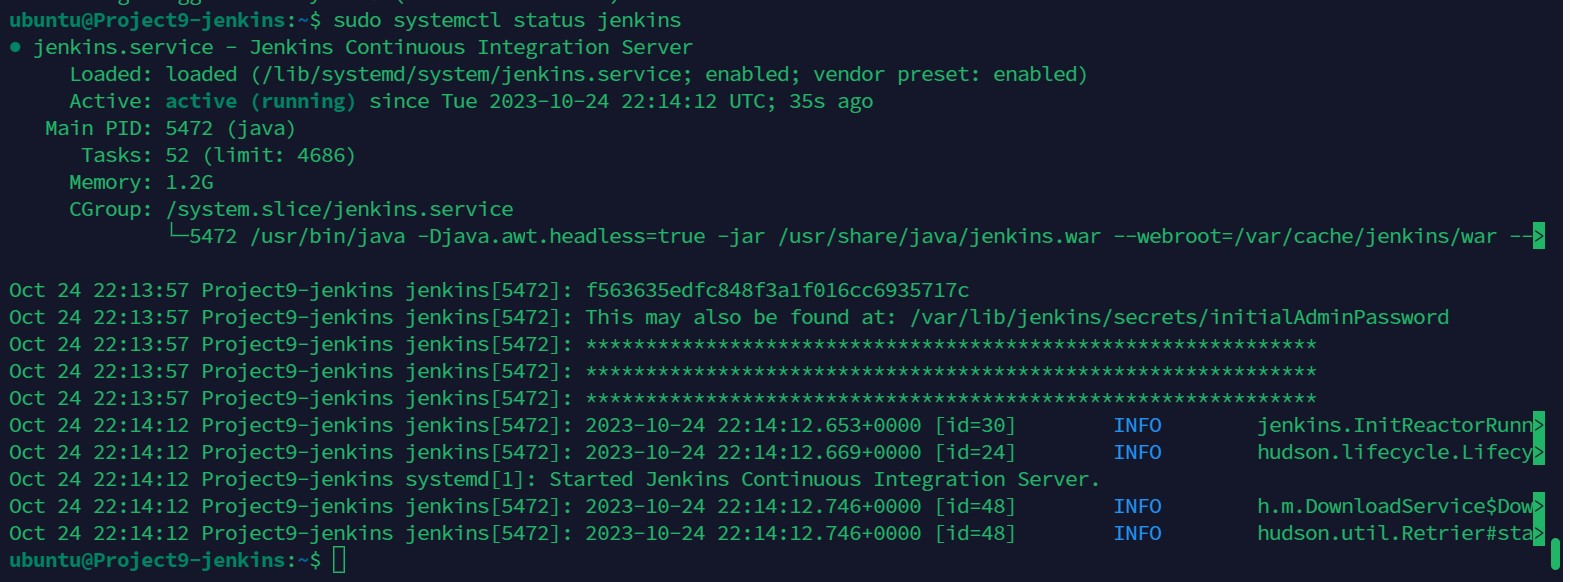 ubuntu@Project9-jenkins:~$ sudo systemctl status jenkins
● jenkins.service - Jenkins Continuous Integration Server
     Loaded: loaded (/lib/systemd/system/jenkins.service; enabled; vendor preset: enabled)
     Active: active (running) since Tue 2023-10-24 22:14:12 UTC; 35s ago
   Main PID: 5472 (java)
      Tasks: 52 (limit: 4686)
     Memory: 1.2G
     CGroup: /system.slice/jenkins.service
             └─5472 /usr/bin/java -Djava.awt.headless=true -jar /usr/share/java/jenkins.war --webroot=/var/cache/jenkins/war -->
Oct 24 22:13:57 Project9-jenkins jenkins[5472]: f563635edfc848f3a1f016cc6935717c
Oct 24 22:13:57 Project9-jenkins jenkins[5472]: This may also be found at: /var/lib/jenkins/secrets/initialAdminPassword
Oct 24 22:13:57 Project9-jenkins jenkins[5472]: *************************************************************
Oct 24 22:13:57 Project9-jenkins jenkins[5472]: *************************************************************
Oct 24 22:13:57 Project9-jenkins jenkins[5472]: *************************************************************
Oct 24 22:14:12 Project9-jenkins jenkins[5472]: 2023-10-24 22:14:12.653+0000 [id=30]        INFO        jenkins.InitReactorRunn>
Oct 24 22:14:12 Project9-jenkins jenkins[5472]: 2023-10-24 22:14:12.669+0000 [id=24]        INFO        hudson.lifecycle.Lifecy>
Oct 24 22:14:12 Project9-jenkins systemd[1]: Started Jenkins Continuous Integration Server.
Oct 24 22:14:12 Project9-jenkins jenkins[5472]: 2023-10-24 22:14:12.746+0000 [id=48]        INFO        h.m.DownloadService$Dow>
Oct 24 22:14:12 Project9-jenkins jenkins[5472]: 2023-10-24 22:14:12.746+0000 [id=48]        INFO        hudson.util.Retrier#sta>
ubuntu@Project9-jenkins:~$